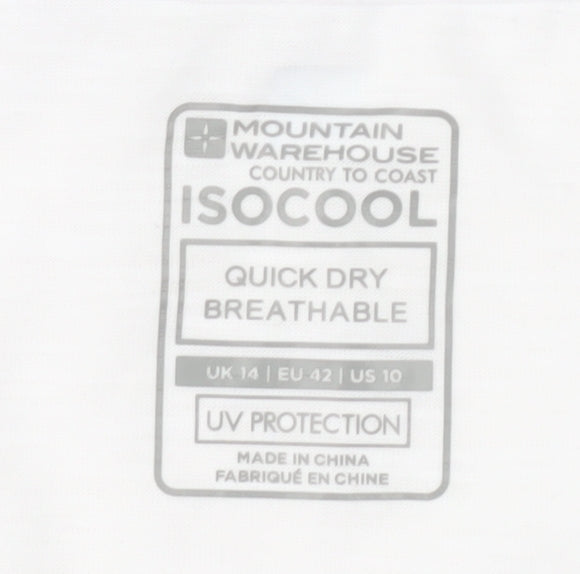 MOUNTAIN
WAREHOUSE
COUNTRY TO COAST
ISOCOOL
QUICK DRY
BREATHABLE
UK 14 | EU 42 | US 10
UV PROTECTION
MADE IN CHINA
FABRIQUÉ EN CHINE